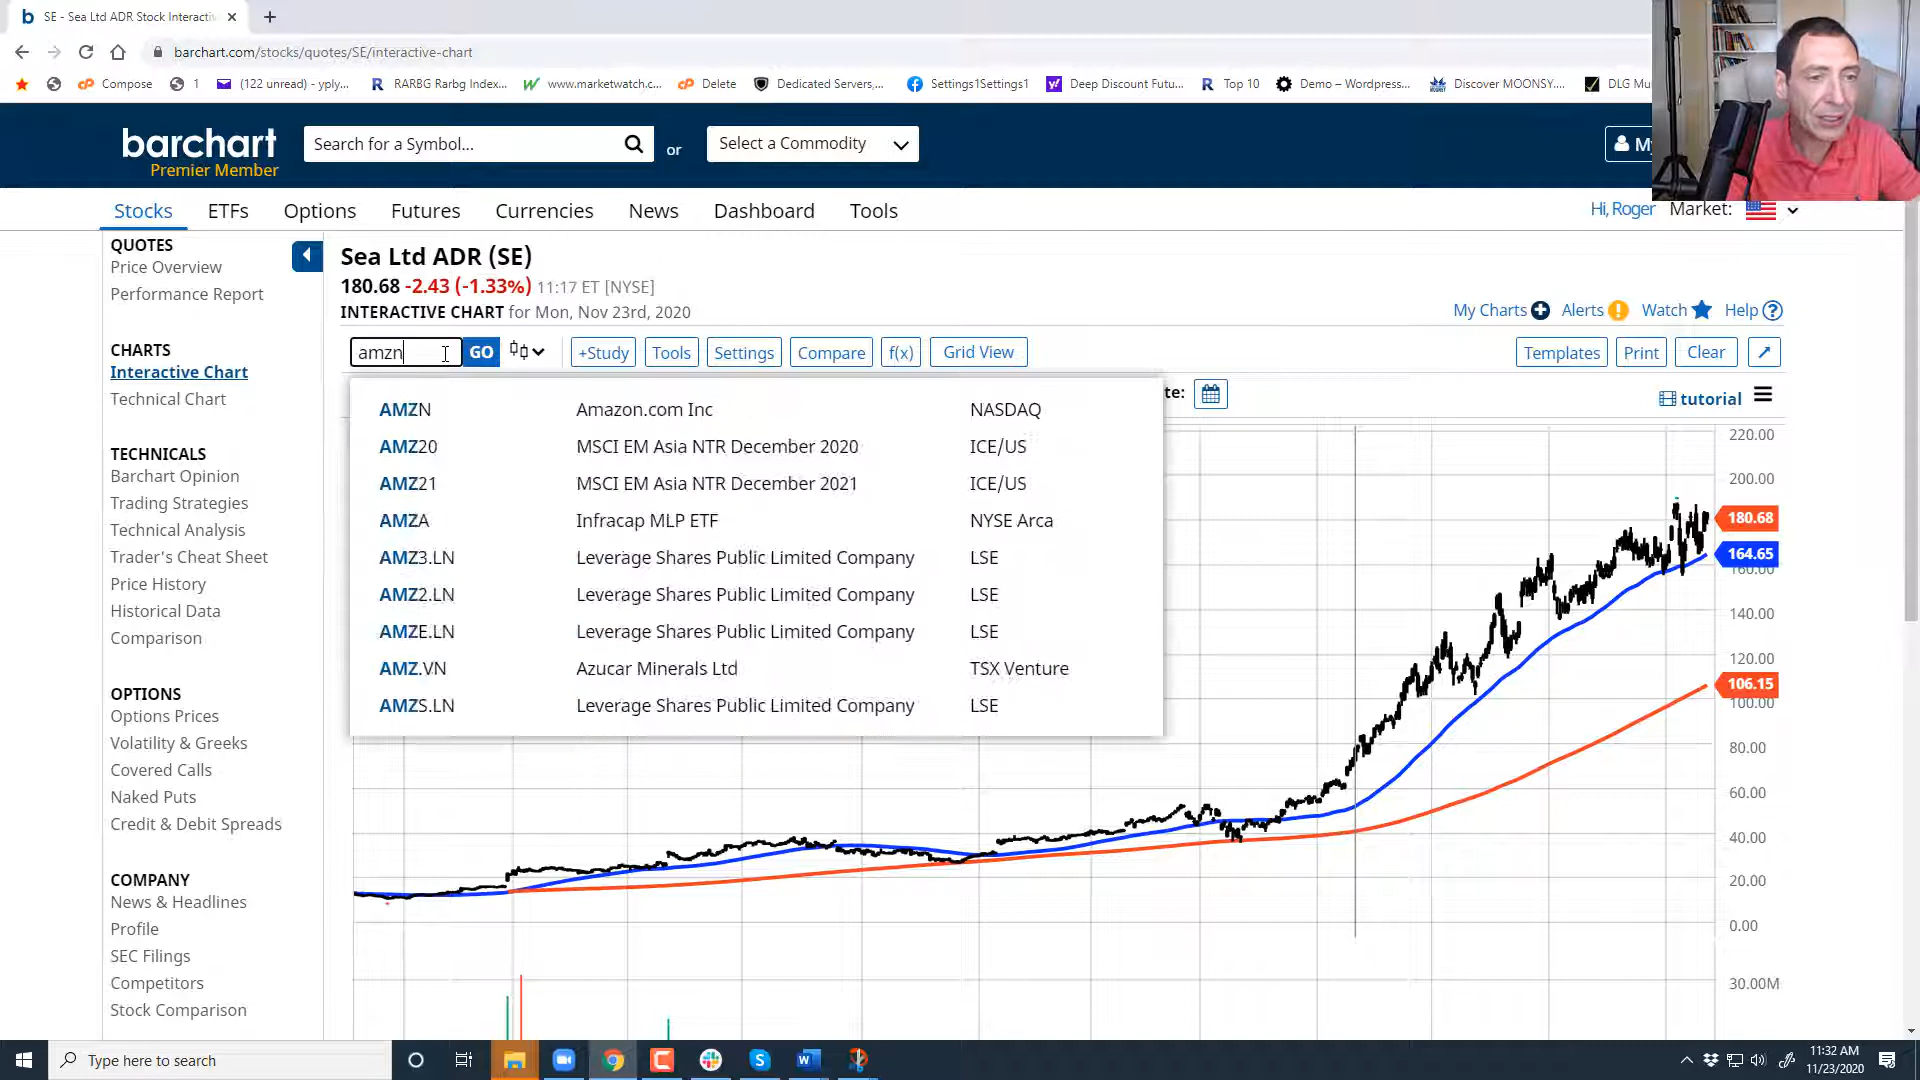 SE - Sea Ltd ADR Stock Interacti
barchart.com/stocks/quotes/SE/interactive-chart
Compose
1
(122 unread) - yply...
RARBG Rarbg Index...
www.marketwatch.c...
Delete
Dedicated Servers,...
Settings1Settings1
Deep Discount Futu...
Top 10
Demo – Wordpress...
Discover MOONSY....
DLG Mu
barchart
Premier Member
Search for a Symbol...
or
Select a Commodity
My
Stocks
ETFs
Options
Futures
Currencies
News
Dashboard
Tools
Hi, Roger
Market:
QUOTES
Price Overview
Performance Report
CHARTS
Interactive Chart
Technical Chart
TECHNICALS
Barchart Opinion
Trading Strategies
Technical Analysis
Trader's Cheat Sheet
Price History
Historical Data
Comparison
OPTIONS
Options Prices
Volatility & Greeks
Covered Calls
Naked Puts
Credit & Debit Spreads
COMPANY
News & Headlines
Profile
SEC Filings
Competitors
Stock Comparison
Sea Ltd ADR (SE)
180.68 -2.43 (-1.33%) 11:17 ET [NYSE]
INTERACTIVE CHART for Mon, Nov 23rd, 2020
My Charts
Alerts
Watch
Help
amzn
GO
+Study
Tools
Settings
Compare
f(x)
Grid View
Templates
Print
Clear
te:
tutorial
AMZN Amazon.com Inc NASDAQ
AMZ20 MSCI EM Asia NTR December 2020 ICE/US
AMZ21 MSCI EM Asia NTR December 2021 ICE/US
AMZA Infracap MLP ETF NYSE Arca
AMZ3.LN Leverage Shares Public Limited Company LSE
AMZ2.LN Leverage Shares Public Limited Company LSE
AMZE.LN Leverage Shares Public Limited Company LSE
AMZ.VN Azucar Minerals Ltd TSX Venture
AMZS.LN Leverage Shares Public Limited Company LSE
220.00
200.00
180.68
164.65
160.00
140.00
120.00
106.15
100.00
80.00
60.00
40.00
20.00
0.00
30.00M
Type here to search
11:32 AM
11/23/2020